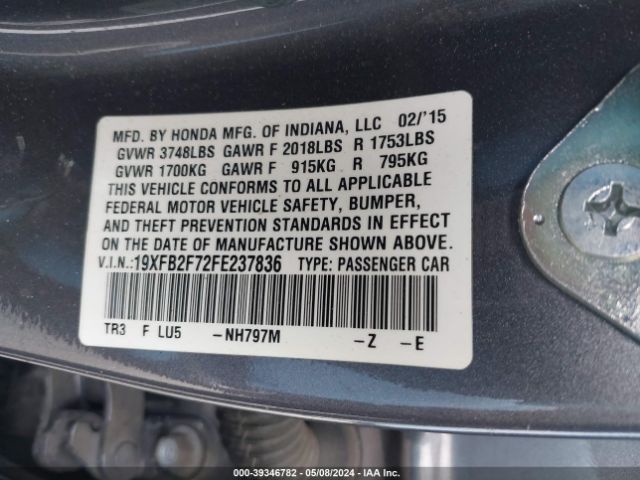 MFD. BY HONDA MFG. OF INDIANA, LLC 02/'15
GVWR 3748LBS GAWR F 2018LBS R 1753LBS
GVWR 1700KG GAWR F 915KG R 795KG
THIS VEHICLE CONFORMS TO ALL APPLICABLE
FEDERAL MOTOR VEHICLE SAFETY, BUMPER,
AND THEFT PREVENTION STANDARDS IN EFFECT
ON THE DATE OF MANUFACTURE SHOWN ABOVE.
V.I.N.:19XFB2F72FE237836 TYPE: PASSENGER CAR
TR3 F LU5 -NH797M -Z -E
000-39346782 - 05/08/2024 - IAA Inc.